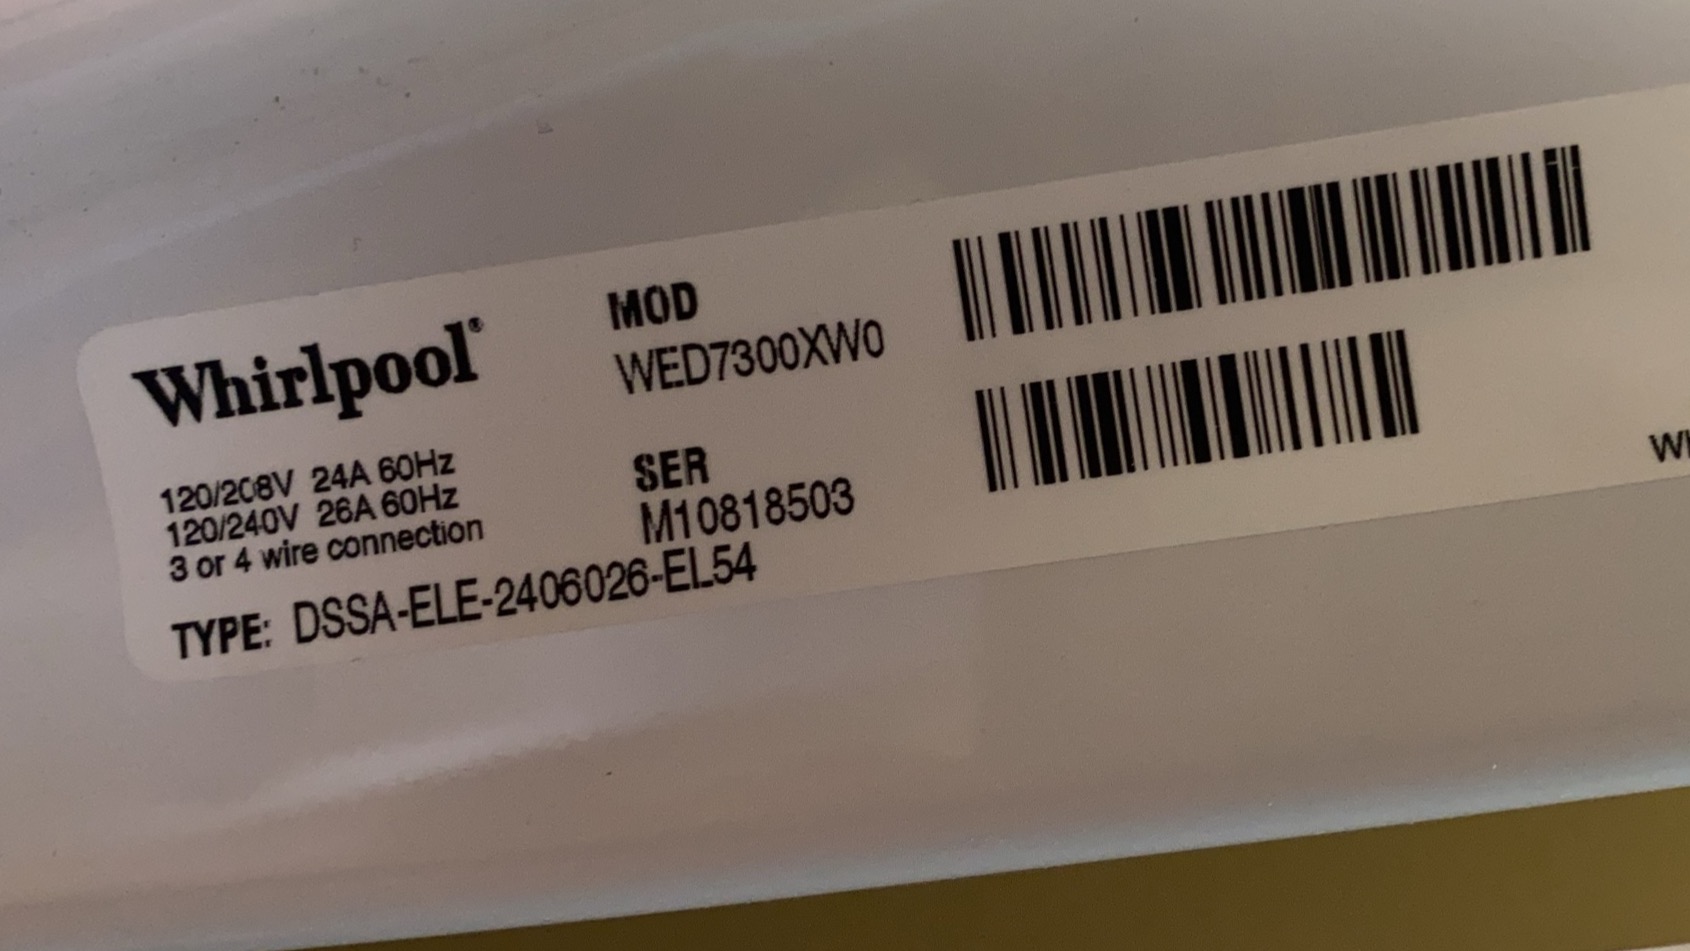 Whirlpool®
MOD
WED7300XW0
120/208V 24A 60Hz
120/240V 26A 60Hz
3 or 4 wire connection
SER
M10818503
TYPE: DSSA-ELE-2406026-EL54